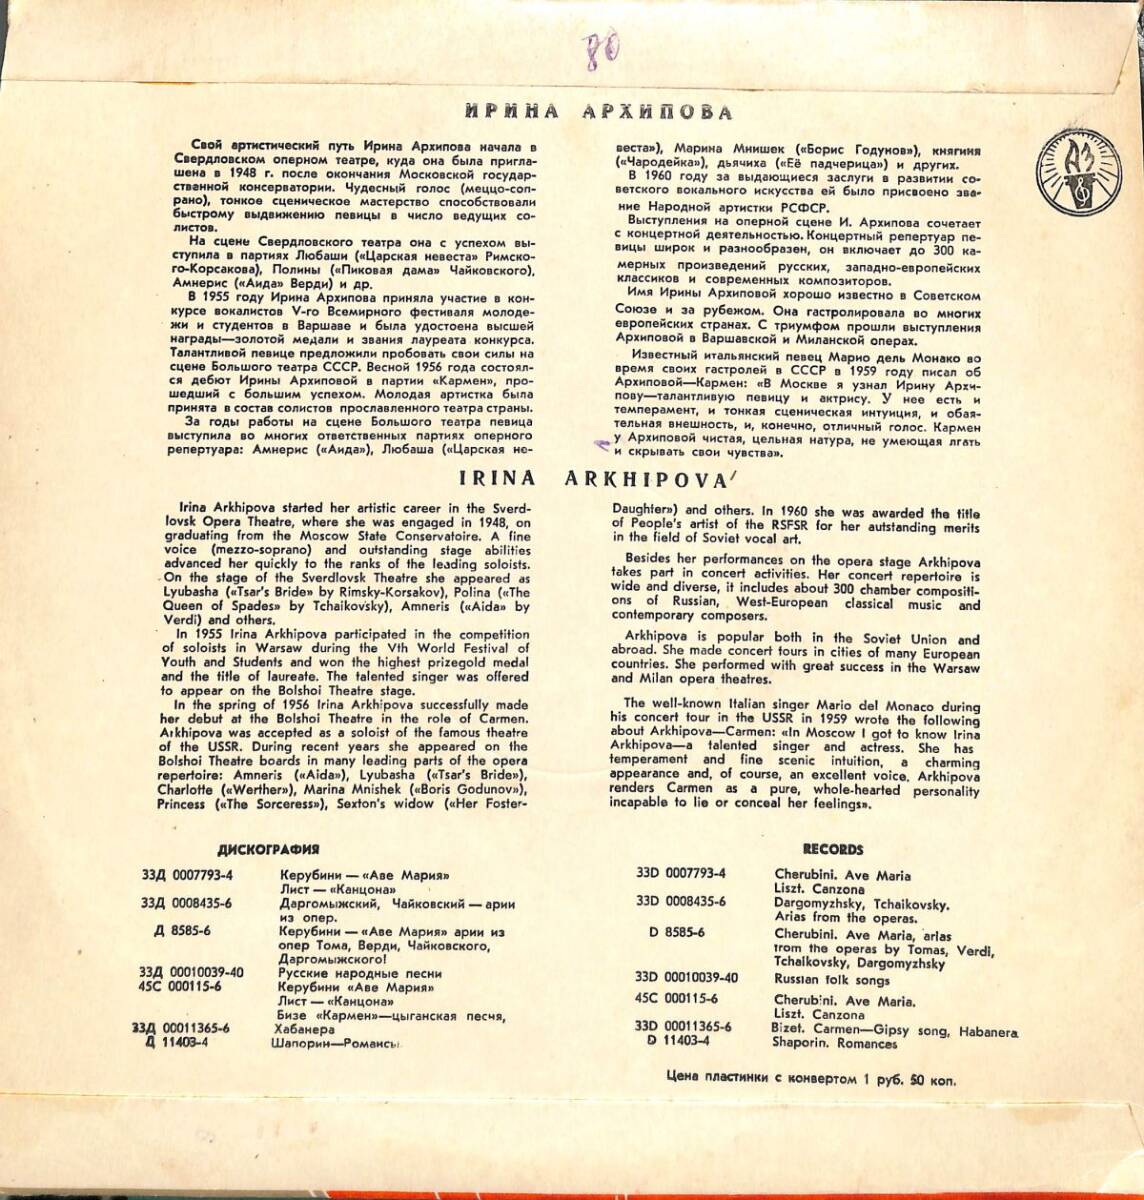 80
ИРИНА АРХИПОВА
Свой артистический путь Ирина Архипова начала в
Свердловском оперном театре, куда она была пригла-
шена в 1948 г. после окончания Московской государ-
ственной консерватории. Чудесный голос (меццо-соп-
рано), тонкое сценическое мастерство способствовали
быстрому выдвижению певицы в число ведущих со-
листов.
На сцене Свердловского театра она с успехом вы-
ступила в партиях Любаши («Царская невеста» Римско-
го-Корсакова), Полины («Пиковая дама» Чайковского),
Амнерис («Аида» Верди) и др.
В 1955 году Ирина Архипова приняла участие в кон-
курсе вокалистов V-го Всемирного фестиваля молоде-
жи и студентов в Варшаве и была удостоена высшей
награды—золотой медали и звания лауреата конкурса.
Талантливой певице предложили пробовать свои силы на
сцене Большого театра СССР. Весной 1956 года состоял-
ся дебют Ирины Архиповой в партии «Кармен», про-
шедший с большим успехом. Молодая артистка была
принята в состав солистов прославленного театра страны.
За годы работы на сцене Большого театра певица
выступила во многих ответственных партиях оперного
репертуара: Амнерис («Аида»), Любаша («Царская не-
веста»), Марина Мнишек («Борис Годунов»), княгиня
(«Чародейка»), дьячиха («Её падчерица») и других.
В 1960 году за выдающиеся заслуги в развитии со-
ветского вокального искусства ей было присвоено зва-
ние Народной артистки РСФСР.
Выступления на оперной сцене И. Архипова сочетает
с концертной деятельностью. Концертный репертуар пе-
вицы широк и разнообразен, он включает до 300 ка-
мерных произведений русских, западно-европейских
классиков и современных композиторов.
Имя Ирины Архиповой хорошо известно в Советском
Союзе и за рубежом. Она гастролировала во многих
европейских странах. С триумфом прошли выступления
Архиповой в Варшавской и Миланской операх.
Известный итальянский певец Марио дель Монако во
время своих гастролей в СССР в 1959 году писал об
Архиповой—Кармен: «В Москве я узнал Ирину Архи-
пову—талантливую певицу и актрису. У нее есть и
темперамент, и тонкая сценическая интуиция, и обая-
тельная внешность, и, конечно, отличный голос. Кармен
у Архиповой чистая, цельная натура, не умеющая лгать
и скрывать свои чувства».
АЗ
IRINA ARKHIPOVA
Irina Arkhipova started her artistic career in the Sverd-
lovsk Opera Theatre, where she was engaged in 1948, on
graduating from the Moscow State Conservatoire. A fine
voice (mezzo-soprano) and outstanding stage abilities
advanced her quickly to the ranks of the leading soloists.
On the stage of the Sverdlovsk Theatre she appeared as
Lyubasha («Tsar's Bride» by Rimsky-Korsakov), Polina («The
Queen of Spades» by Tchaikovsky), Amneris («Aida» by
Verdi) and others.
In 1955 Irina Arkhipova participated in the competition
of soloists in Warsaw during the Vth World Festival of
Youth and Students and won the highest prizegold medal
and the title of laureate. The talented singer was offered
to appear on the Bolshoi Theatre stage.
In the spring of 1956 Irina Arkhipova successfully made
her debut at the Bolshoi Theatre in the role of Carmen.
Arkhipova was accepted as a soloist of the famous theatre
of the USSR. During recent years she appeared on the
Bolshoi Theatre boards in many leading parts of the opera
repertoire: Amneris («Aida»), Lyubasha («Tsar's Bride»),
Charlotte («Werther»), Marina Mnishek («Boris Godunov»),
Princess («The Sorceress»), Sexton's widow («Her Foster-
Daughter») and others. In 1960 she was awarded the title
of People's artist of the RSFSR for her autstanding merits
in the field of Soviet vocal art.
Besides her performances on the opera stage Arkhipova
takes part in concert activities. Her concert repertoire is
wide and diverse, it includes about 300 chamber compositi-
ons of Russian, West-European classical music and
contemporary composers.
Arkhipova is popular both in the Soviet Union and
abroad. She made concert tours in cities of many European
countries. She performed with great success in the Warsaw
and Milan opera theatres.
The well-known Italian singer Mario del Monaco during
his concert tour in the USSR in 1959 wrote the following
about Arkhipova—Carmen: «In Moscow I got to know Irina
Arkhipova—a talented singer and actress. She has
temperament and fine scenic intuition, a charming
appearance and, of course, an excellent voice. Arkhipova
renders Carmen as a pure, whole-hearted personality
incapable to lie or conceal her feelings».
ДИСКОГРАФИЯ
33Д 0007793-4 Керубини — «Аве Мария»
Лист — «Канцона»
33Д 0008435-6 Даргомыжский, Чайковский — арии
из опер.
Д 8585-6 Керубини — «Аве Мария» арии из
опер Тома, Верди, Чайковского,
Даргомыжского!
33Д 00010039-40 Русские народные песни
45С 000115-6 Керубини «Аве Мария»
Лист — «Канцона»
Бизе «Кармен»—цыганская песня,
33Д 00011365-6 Хабанера
Д 11403-4 Шапорин—Романсы
RECORDS
33D 0007793-4 Cherubini. Ave Maria
Liszt. Canzona
33D 0008435-6 Dargomyzhsky, Tchaikovsky.
Arias from the operas.
D 8585-6 Cherubini. Ave Maria, arias
from the operas by Tomas, Verdi,
Tchaikovsky, Dargomyzhsky
33D 00010039-40 Russian folk songs
45C 000115-6 Cherubini. Ave Maria.
Liszt. Canzona
33D 00011365-6 Bizet. Carmen—Gipsy song, Habanera
D 11403-4 Shaporin. Romances
Цена пластинки с конвертом 1 руб. 50 коп.